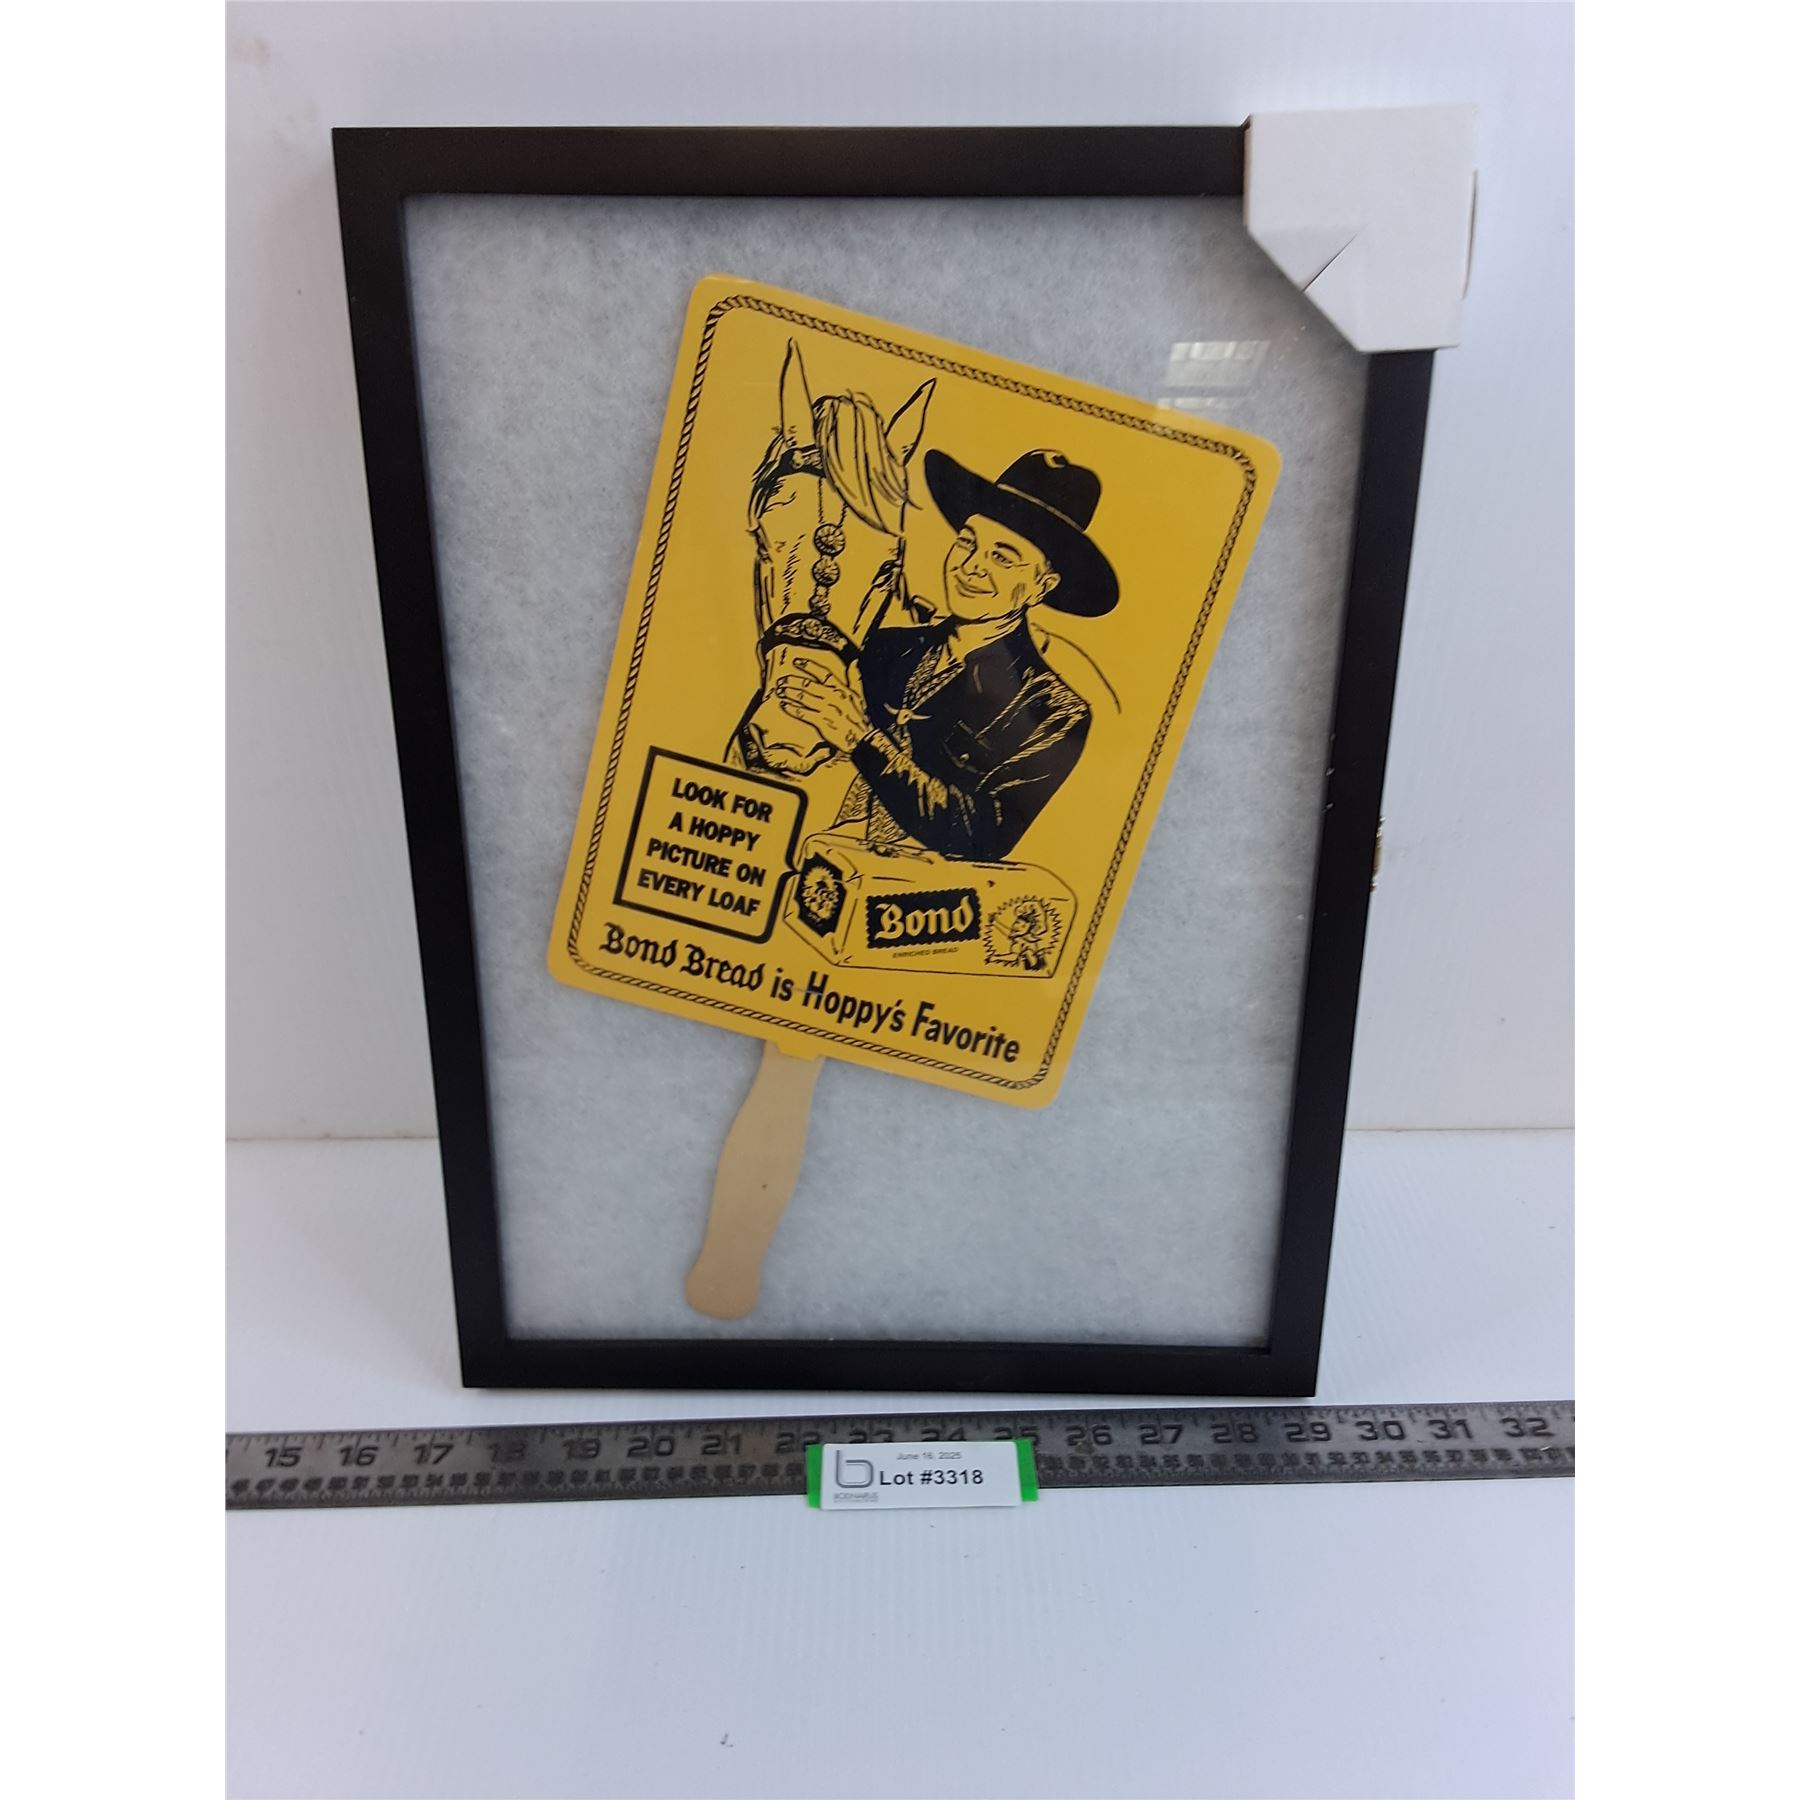 LOOK FOR
A HOPPY
PICTURE ON
EVERY LOAF
Bond
ENRICHED BREAD
Bond Bread is Hoppy's Favorite
15 16 17 18 19 20 21 22 23 24 25 26 27 28 29 30 31 32
June 16, 2025
Lot #3318